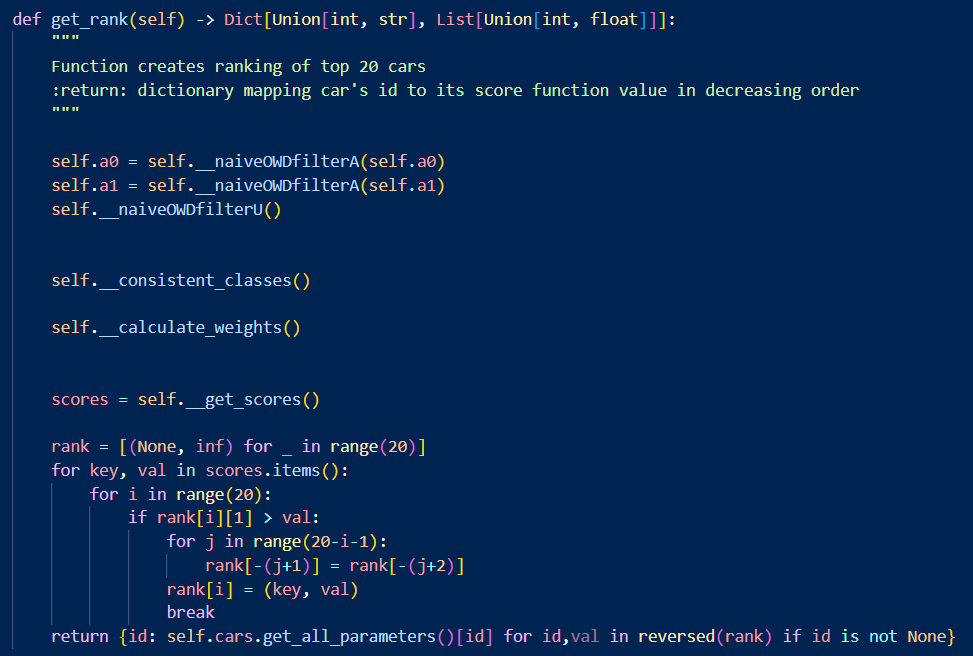 def get_rank(self) -> Dict[Union[int, str], List[Union[int, float]]]:
    """
    Function creates ranking of top 20 cars
    :return: dictionary mapping car's id to its score function value in decreasing order
    """
    self.a0 = self.__naiveOWDfilterA(self.a0)
    self.a1 = self.__naiveOWDfilterA(self.a1)
    self.__naiveOWDfilterU()
    self.__consistent_classes()
    self.__calculate_weights()
    scores = self.__get_scores()
    rank = [(None, inf) for _ in range(20)]
    for key, val in scores.items():
        for i in range(20):
            if rank[i][1] > val:
                for j in range(20-i-1):
                    rank[-(j+1)] = rank[-(j+2)]
                rank[i] = (key, val)
                break
    return {id: self.cars.get_all_parameters()[id] for id,val in reversed(rank) if id is not None}